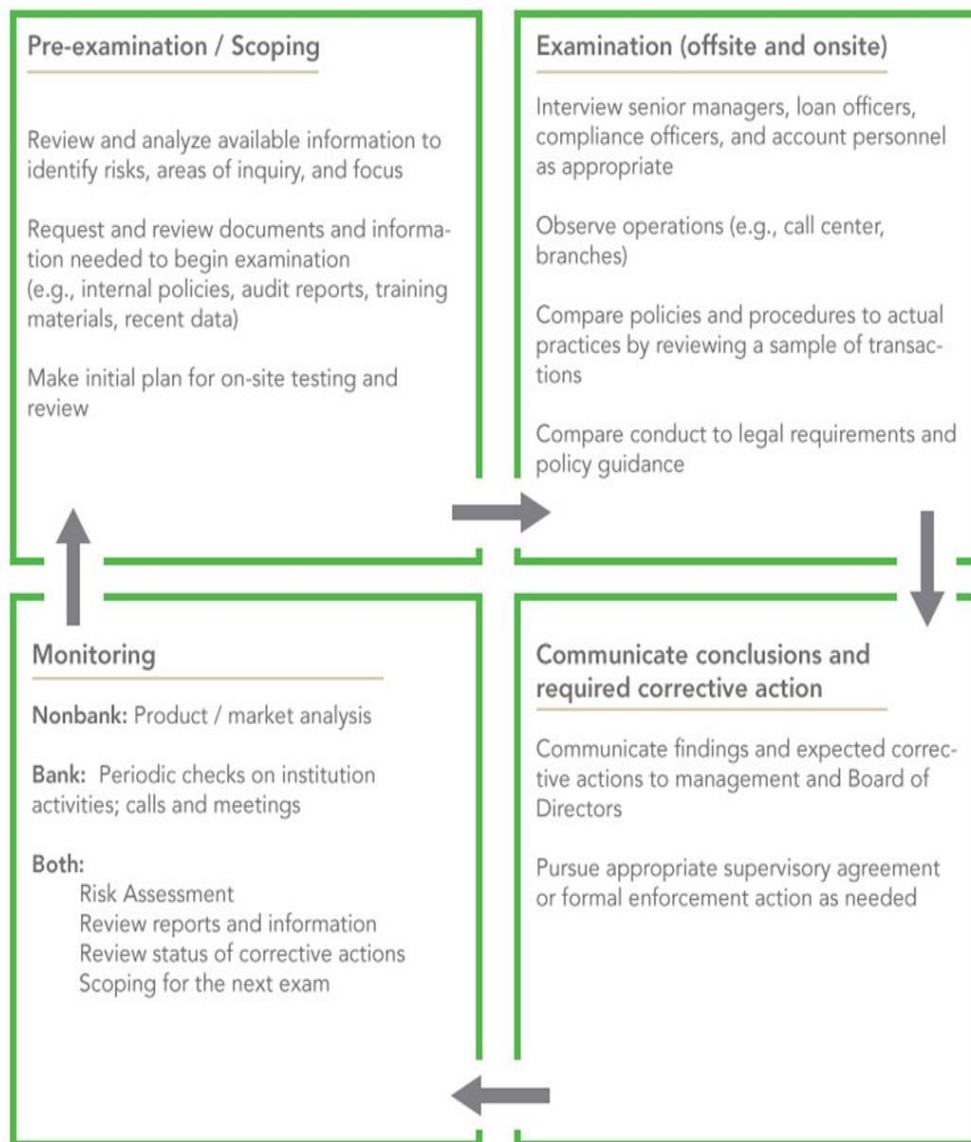 Pre-examination / Scoping
Review and analyze available information to
identify risks, areas of inquiry, and focus
Request and review documents and informa-
tion needed to begin examination
(e.g., internal policies, audit reports, training
materials, recent data)
Make initial plan for on-site testing and
review
Examination (offsite and onsite)
Interview senior managers, loan officers,
compliance officers, and account personnel
as appropriate
Observe operations (e.g., call center,
branches)
Compare policies and procedures to actual
practices by reviewing a sample of transac-
tions
Compare conduct to legal requirements and
policy guidance
Communicate conclusions and
required corrective action
Communicate findings and expected correc-
tive actions to management and Board of
Directors
Pursue appropriate supervisory agreement
or formal enforcement action as needed
Monitoring
Nonbank: Product / market analysis
Bank: Periodic checks on institution
activities; calls and meetings
Both:
Risk Assessment
Review reports and information
Review status of corrective actions
Scoping for the next exam